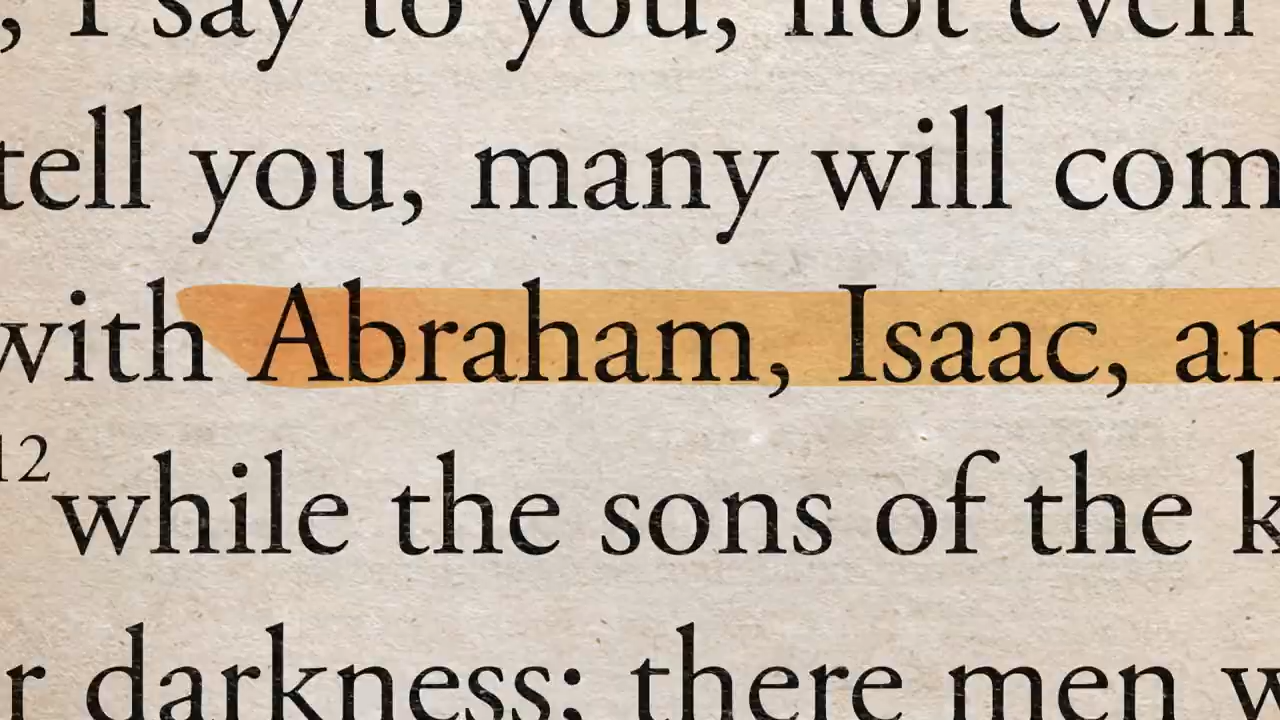 , I say to you, not even
tell you, many will com
with Abraham, Isaac, an
12 while the sons of the k
r darkness; there men w